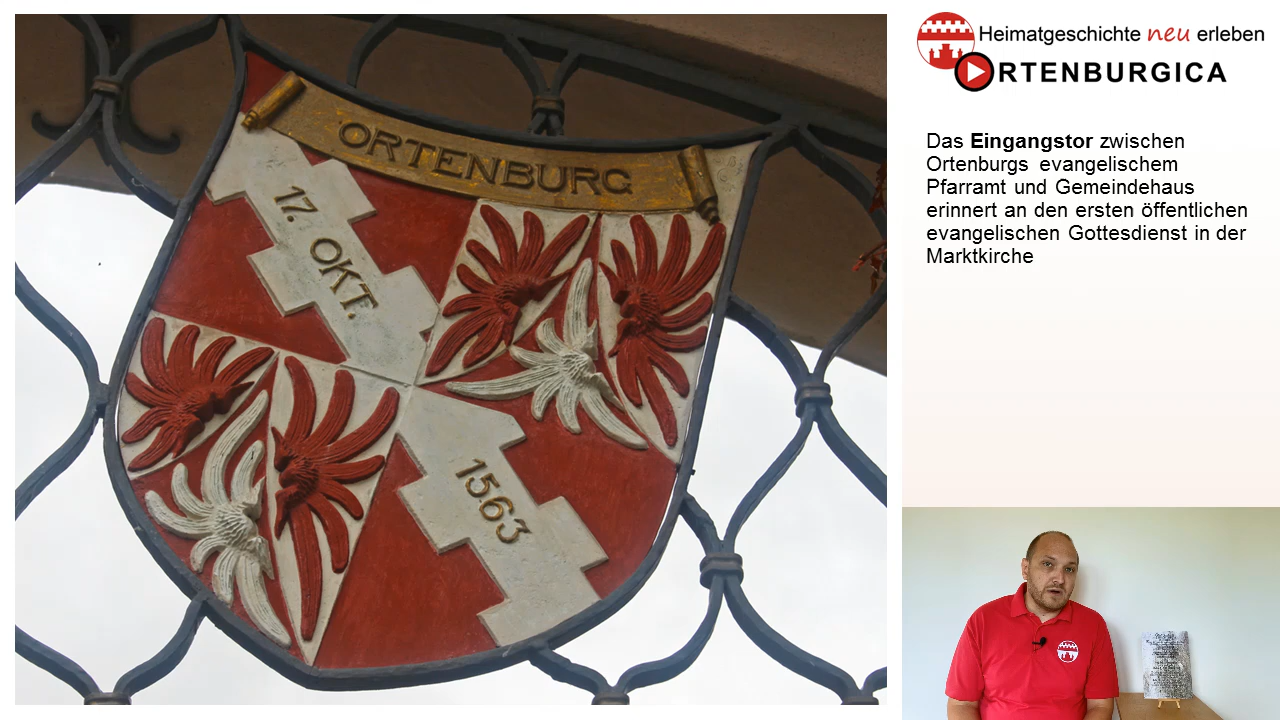 ORTENBURG
17. OKT.
1563
Heimatgeschichte neu erleben
ORTENBURGICA
Das Eingangstor zwischen
Ortenburgs evangelischem
Pfarramt und Gemeindehaus
erinnert an den ersten öffentlichen
evangelischen Gottesdienst in der
Marktkirche